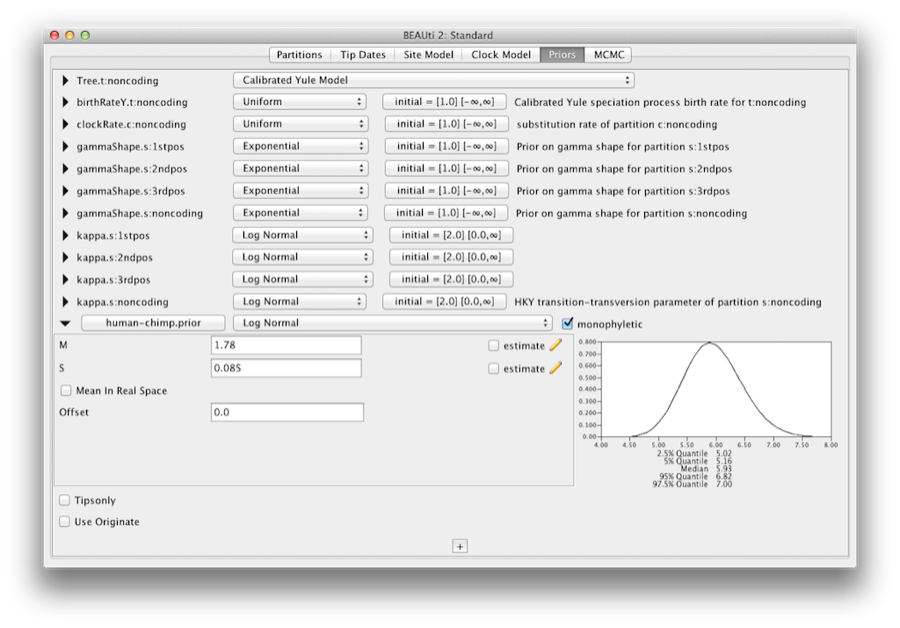 BEAUti 2: Standard
Partitions Tip Dates Site Model Clock Model Priors MCMC
Tree.t:noncoding Calibrated Yule Model
birthRateY.t:noncoding Uniform initial = [1.0] [-∞,∞] Calibrated Yule speciation process birth rate for t:noncoding
clockRate.c:noncoding Uniform initial = [1.0] [-∞,∞] substitution rate of partition c:noncoding
gammaShape.s:1stpos Exponential initial = [1.0] [-∞,∞] Prior on gamma shape for partition s:1stpos
gammaShape.s:2ndpos Exponential initial = [1.0] [-∞,∞] Prior on gamma shape for partition s:2ndpos
gammaShape.s:3rdpos Exponential initial = [1.0] [-∞,∞] Prior on gamma shape for partition s:3rdpos
gammaShape.s:noncoding Exponential initial = [1.0] [-∞,∞] Prior on gamma shape for partition s:noncoding
kappa.s:1stpos Log Normal initial = [2.0] [0.0,∞]
kappa.s:2ndpos Log Normal initial = [2.0] [0.0,∞]
kappa.s:3rdpos Log Normal initial = [2.0] [0.0,∞]
kappa.s:noncoding Log Normal initial = [2.0] [0.0,∞] HKY transition-transversion parameter of partition s:noncoding
human-chimp.prior Log Normal monophyletic
M 1.78 estimate
S 0.085 estimate
Mean In Real Space
Offset 0.0
0.800
0.700
0.600
0.500
0.400
0.300
0.200
0.100
0.00
4.00 4.50 5.00 5.50 6.00 6.50 7.00 7.50 8.00
2.5% Quantile 5.02
5% Quantile 5.16
Median 5.93
95% Quantile 6.82
97.5% Quantile 7.00
Tipsonly
Use Originate
+